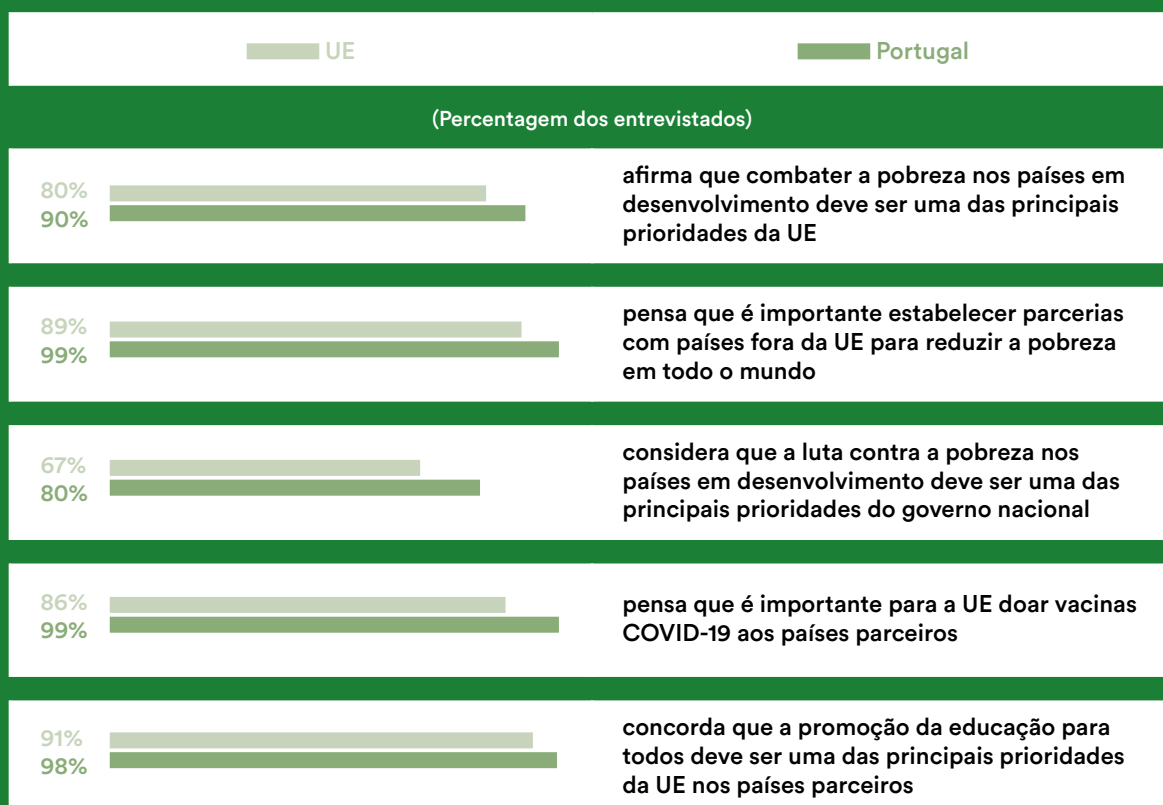 UE
Portugal
(Percentagem dos entrevistados)
80%
90%
afirma que combater a pobreza nos países em
desenvolvimento deve ser uma das principais
prioridades da UE
89%
99%
pensa que é importante estabelecer parcerias
com países fora da UE para reduzir a pobreza
em todo o mundo
67%
80%
considera que a luta contra a pobreza nos
países em desenvolvimento deve ser uma das
principais prioridades do governo nacional
86%
99%
pensa que é importante para a UE doar vacinas
COVID-19 aos países parceiros
91%
98%
concorda que a promoção da educação para
todos deve ser uma das principais prioridades
da UE nos países parceiros